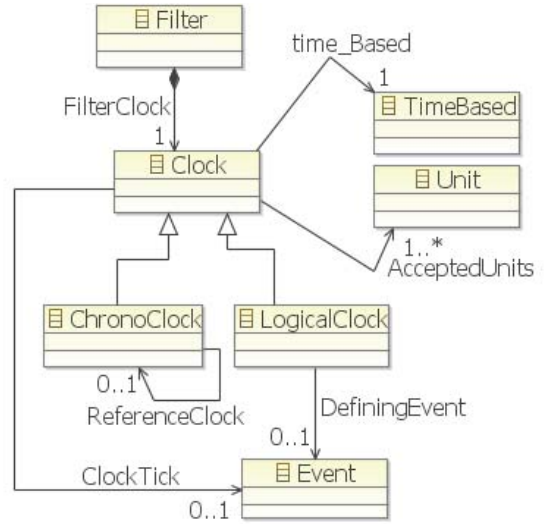 Filter
time_Based
FilterClock
1
1
TimeBased
Clock
Unit
1..*
AcceptedUnits
ChronoClock
LogicalClock
0..1
ReferenceClock
DefiningEvent
0..1
ClockTick
Event
0..1